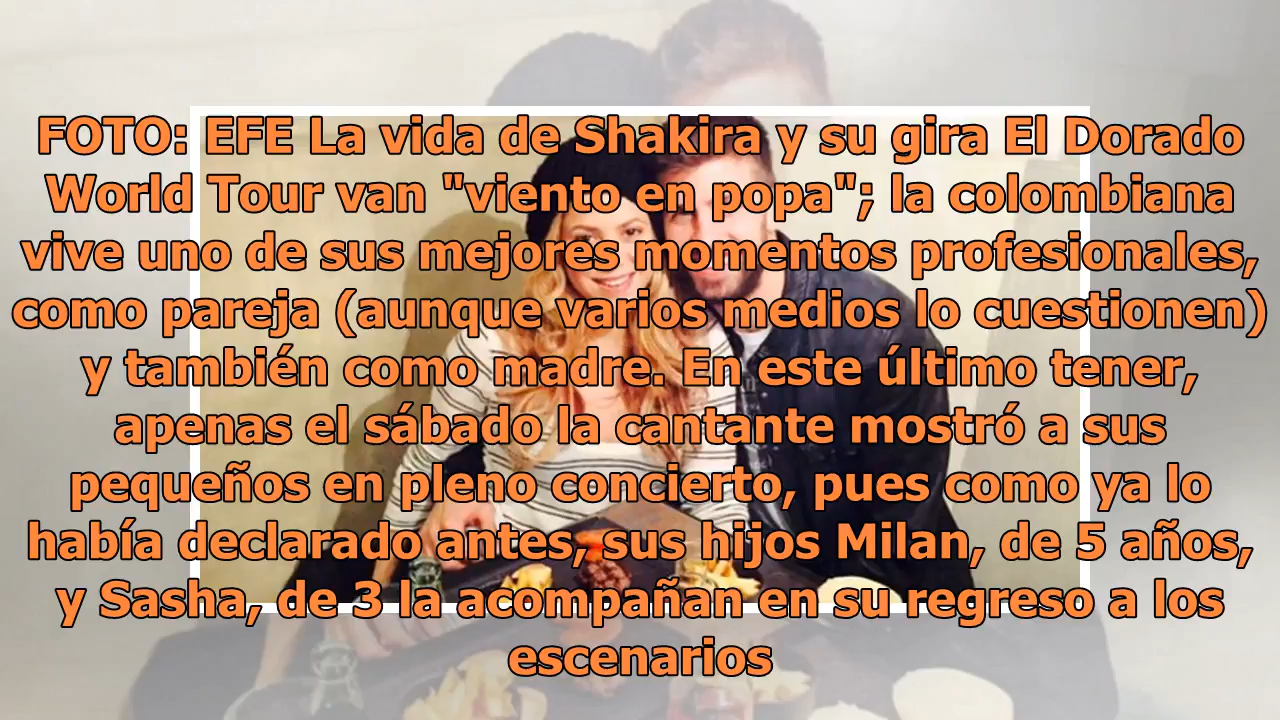 FOTO: EFE La vida de Shakira y su gira El Dorado
World Tour van "viento en popa"; la colombiana
vive uno de sus mejores momentos profesionales,
como pareja (aunque varios medios lo cuestionen)
y también como madre. En este último tener,
apenas el sábado la cantante mostró a sus
pequeños en pleno concierto, pues como ya lo
había declarado antes, sus hijos Milan, de 5 años,
y Sasha, de 3 la acompañan en su regreso a los
escenarios